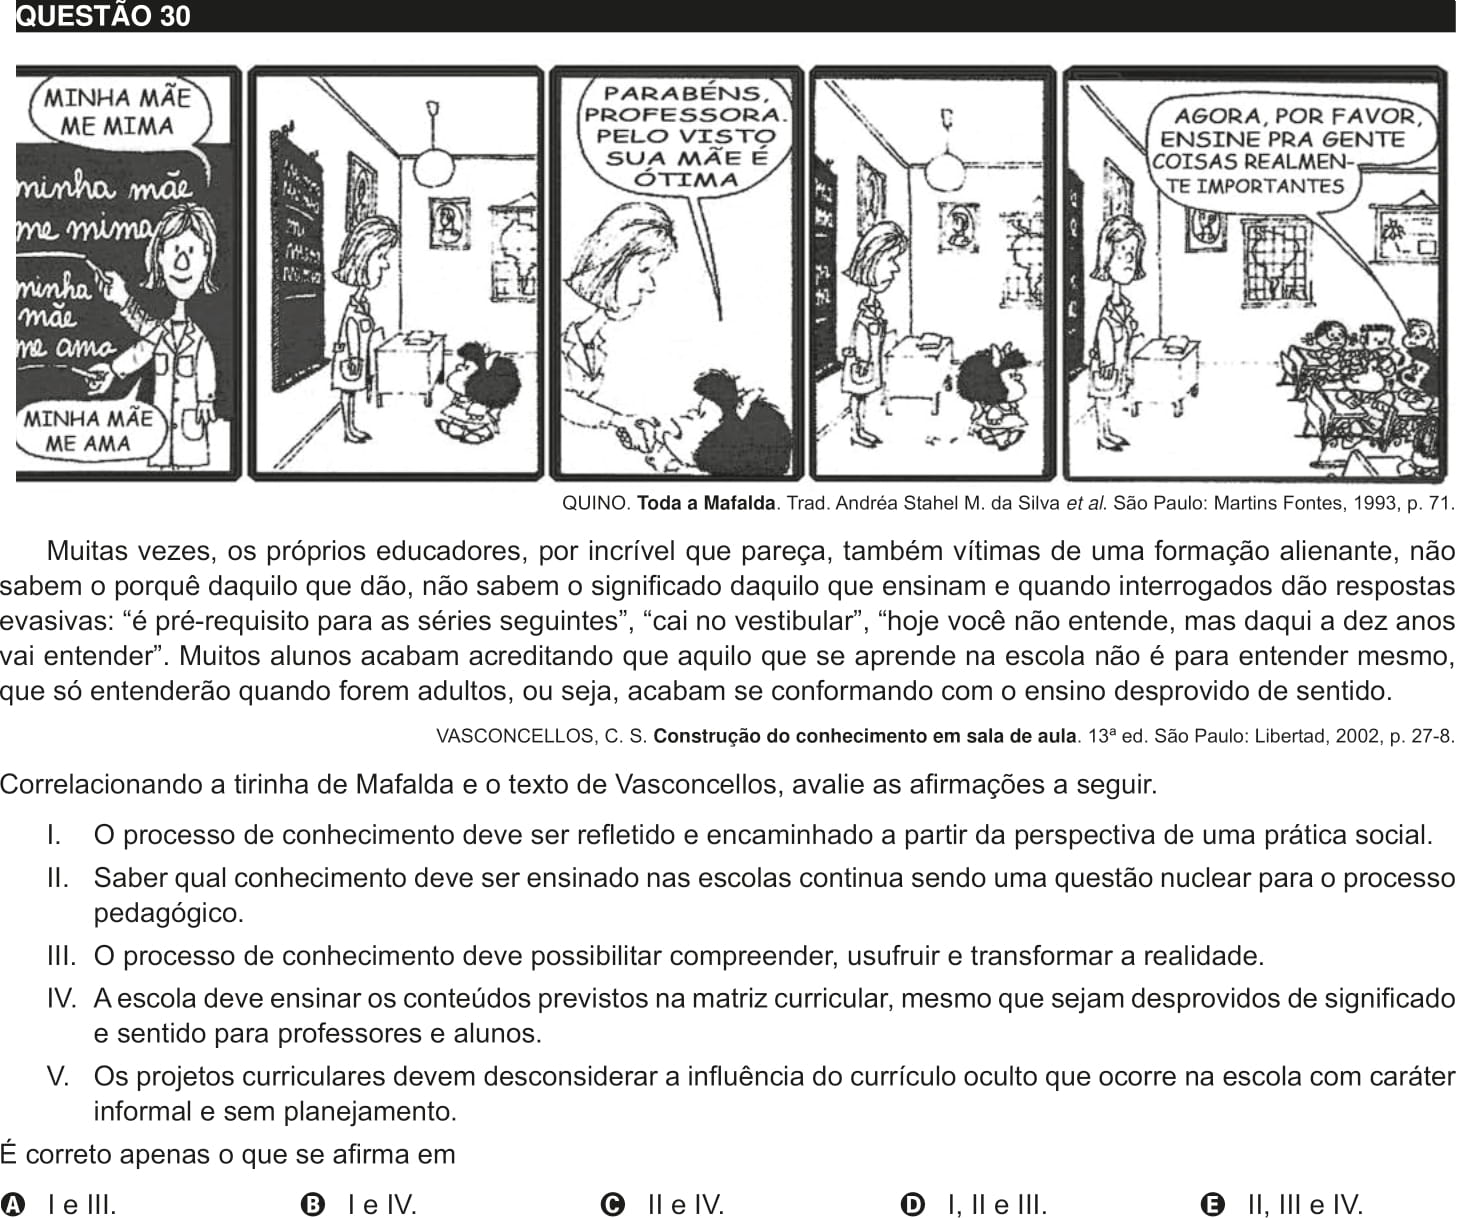 QUESTÃO 30
MINHA MÃE
ME MIMA
minha mãe
me mima
minha
mãe
me ama
MINHA MÃE
ME AMA
PARABÉNS,
PROFESSORA.
PELO VISTO
SUA MÃE É
ÓTIMA
AGORA, POR FAVOR,
ENSINE PRA GENTE
COISAS REALMEN-
TE IMPORTANTES
QUINO. Toda a Mafalda. Trad. Andréa Stahel M. da Silva et al. São Paulo: Martins Fontes, 1993, p. 71.
Muitas vezes, os próprios educadores, por incrível que pareça, também vítimas de uma formação alienante, não
sabem o porquê daquilo que dão, não sabem o significado daquilo que ensinam e quando interrogados dão respostas
evasivas: “é pré-requisito para as séries seguintes”, “cai no vestibular”, “hoje você não entende, mas daqui a dez anos
vai entender”. Muitos alunos acabam acreditando que aquilo que se aprende na escola não é para entender mesmo,
que só entenderão quando forem adultos, ou seja, acabam se conformando com o ensino desprovido de sentido.
VASCONCELLOS, C. S. Construção do conhecimento em sala de aula. 13ª ed. São Paulo: Libertad, 2002, p. 27-8.
Correlacionando a tirinha de Mafalda e o texto de Vasconcellos, avalie as afirmações a seguir.
I. O processo de conhecimento deve ser refletido e encaminhado a partir da perspectiva de uma prática social.
II. Saber qual conhecimento deve ser ensinado nas escolas continua sendo uma questão nuclear para o processo
pedagógico.
III. O processo de conhecimento deve possibilitar compreender, usufruir e transformar a realidade.
IV. A escola deve ensinar os conteúdos previstos na matriz curricular, mesmo que sejam desprovidos de significado
e sentido para professores e alunos.
V. Os projetos curriculares devem desconsiderar a influência do currículo oculto que ocorre na escola com caráter
informal e sem planejamento.
É correto apenas o que se afirma em
A I e III.
B I e IV.
C II e IV.
D I, II e III.
E II, III e IV.